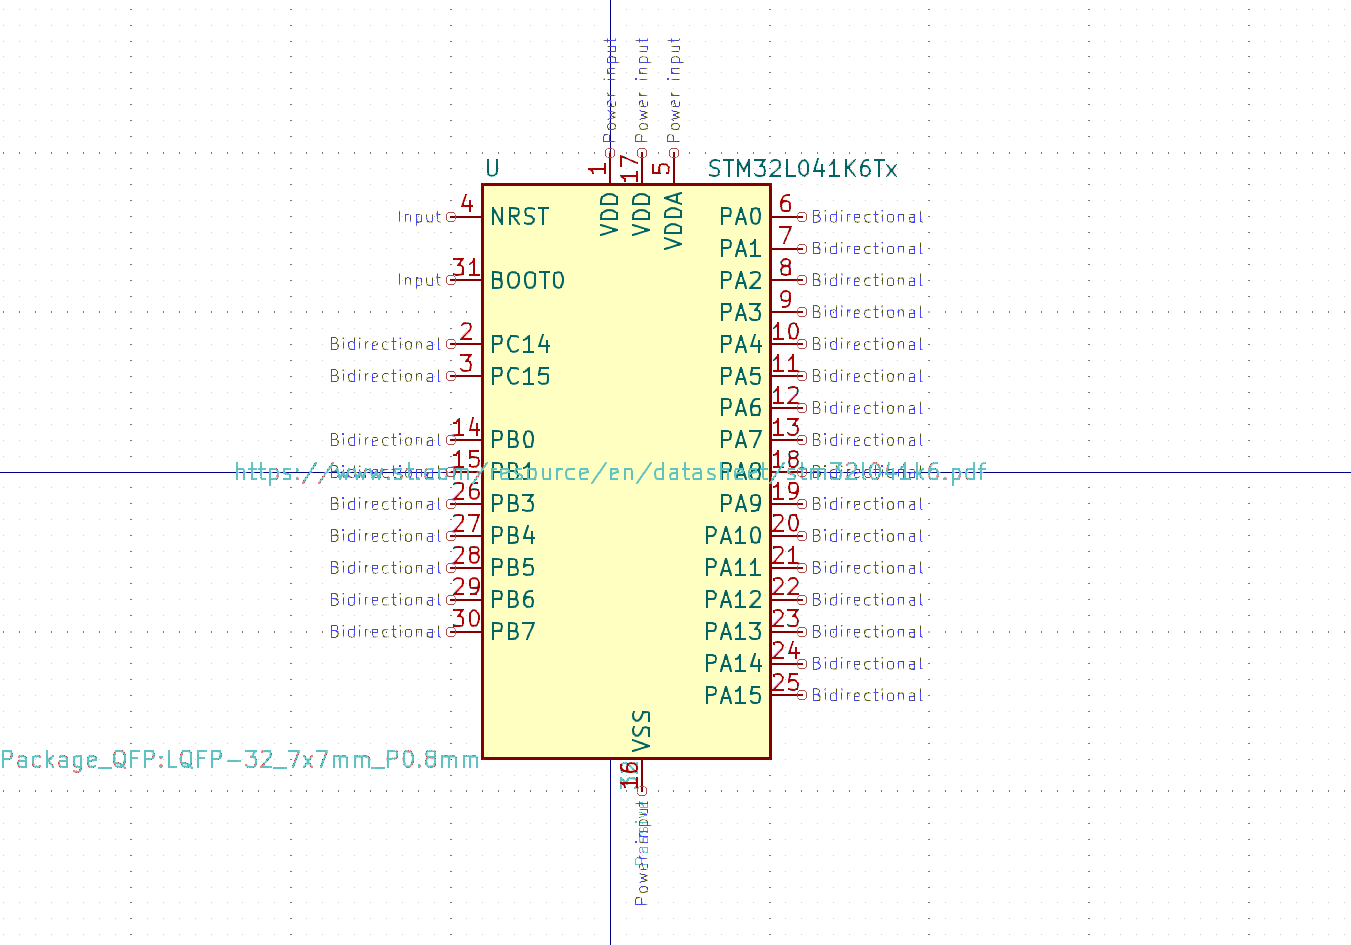 Power input
Power input
Power input
U
STM32L041K6Tx
1
17
5
VDD
VDD
VDDA
Input 4 NRST
PA0 6 Bidirectional
PA1 7 Bidirectional
Input 31 BOOT0
PA2 8 Bidirectional
PA3 9 Bidirectional
Bidirectional 2 PC14
PA4 10 Bidirectional
Bidirectional 3 PC15
PA5 11 Bidirectional
PA6 12 Bidirectional
Bidirectional 14 PB0
PA7 13 Bidirectional
Bidirectional 15 PB1
https://www.st.com/resource/en/datasheet/stm32l041k6.pdf
PA8 18 Bidirectional
Bidirectional 26 PB3
PA9 19 Bidirectional
Bidirectional 27 PB4
PA10 20 Bidirectional
Bidirectional 28 PB5
PA11 21 Bidirectional
Bidirectional 29 PB6
PA12 22 Bidirectional
Bidirectional 30 PB7
PA13 23 Bidirectional
PA14 24 Bidirectional
PA15 25 Bidirectional
VSS
Package_QFP:LQFP-32_7x7mm_P0.8mm
16
Power input